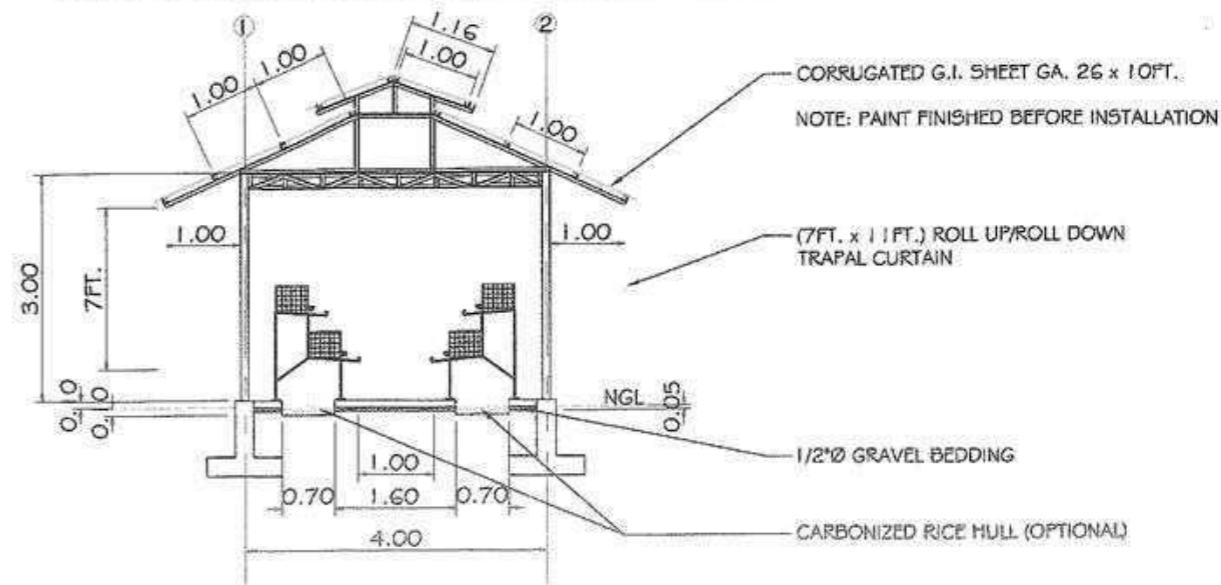 1
2
1.16
1.00
1.00
1.00
1.00
CORRUGATED G.I. SHEET GA. 26 x 10FT.
NOTE: PAINT FINISHED BEFORE INSTALLATION
1.00
1.00
(7FT. x 11FT.) ROLL UP/ROLL DOWN
TRAPAL CURTAIN
3.00
7FT.
0.10
0.10
NGL
0.05
1/2"Ø GRAVEL BEDDING
1.00
0.70
1.60
0.70
CARBONIZED RICE HULL (OPTIONAL)
4.00